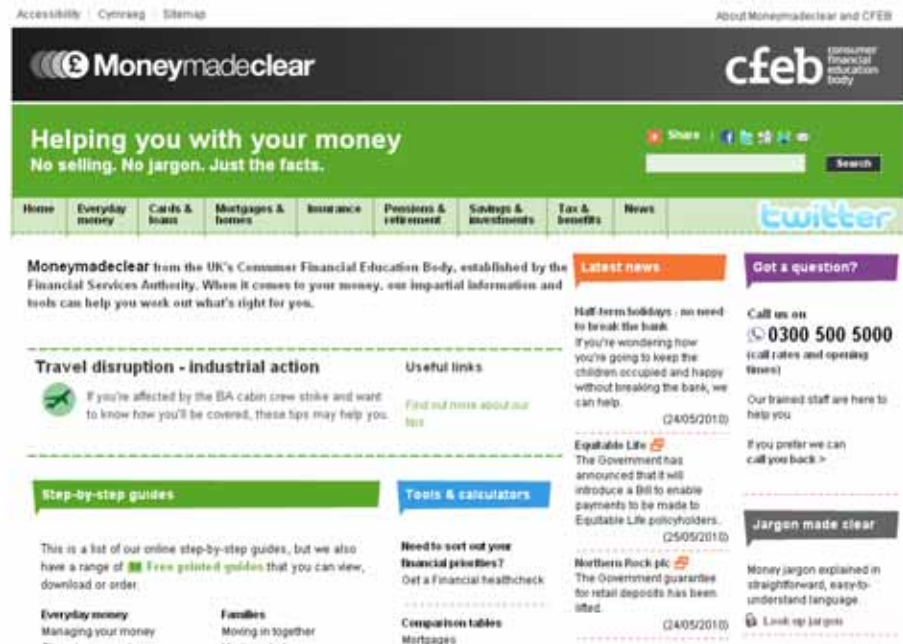 Accessibility | Cymraeg | Sitemap
About Moneymadeclear and CFEB
Moneymadeclear
cfeb consumer
financial
education
body
Helping you with your money
No selling. No jargon. Just the facts.
Share
Search
Home
Everyday
money
Cards &
loans
Mortgages &
homes
Insurance
Pensions &
retirement
Savings &
investments
Tax &
benefits
News
twitter
Moneymadeclear from the UK's Consumer Financial Education Body, established by the
Financial Services Authority. When it comes to your money, our impartial information and
tools can help you work out what's right for you.
Travel disruption - industrial action
If you're affected by the BA cabin crew strike and want
to know how you'll be covered, these tips may help you.
Useful links
Find out more about our
tips
Step-by-step guides
This is a list of our online step-by-step guides, but we also
have a range of Free printed guides that you can view,
download or order.
Everyday money
Managing your money
Families
Moving in together
Tools & calculators
Need to sort out your
financial priorities?
Get a Financial healthcheck
Comparison tables
Mortgages
Latest news
Half-term holidays - no need
to break the bank
If you're wondering how
you're going to keep the
children occupied and happy
without breaking the bank, we
can help.
(24/05/2010)
Equitable Life
The Government has
announced that it will
introduce a Bill to enable
payments to be made to
Equitable Life policyholders.
(25/05/2010)
Northern Rock plc
The Government guarantee
for retail deposits has been
lifted.
(24/05/2010)
Got a question?
Call us on
0300 500 5000
(call rates and opening
times)
Our trained staff are here to
help you
If you prefer we can
call you back >
Jargon made clear
Money jargon explained in
straightforward, easy-to-
understand language.
Look up jargon